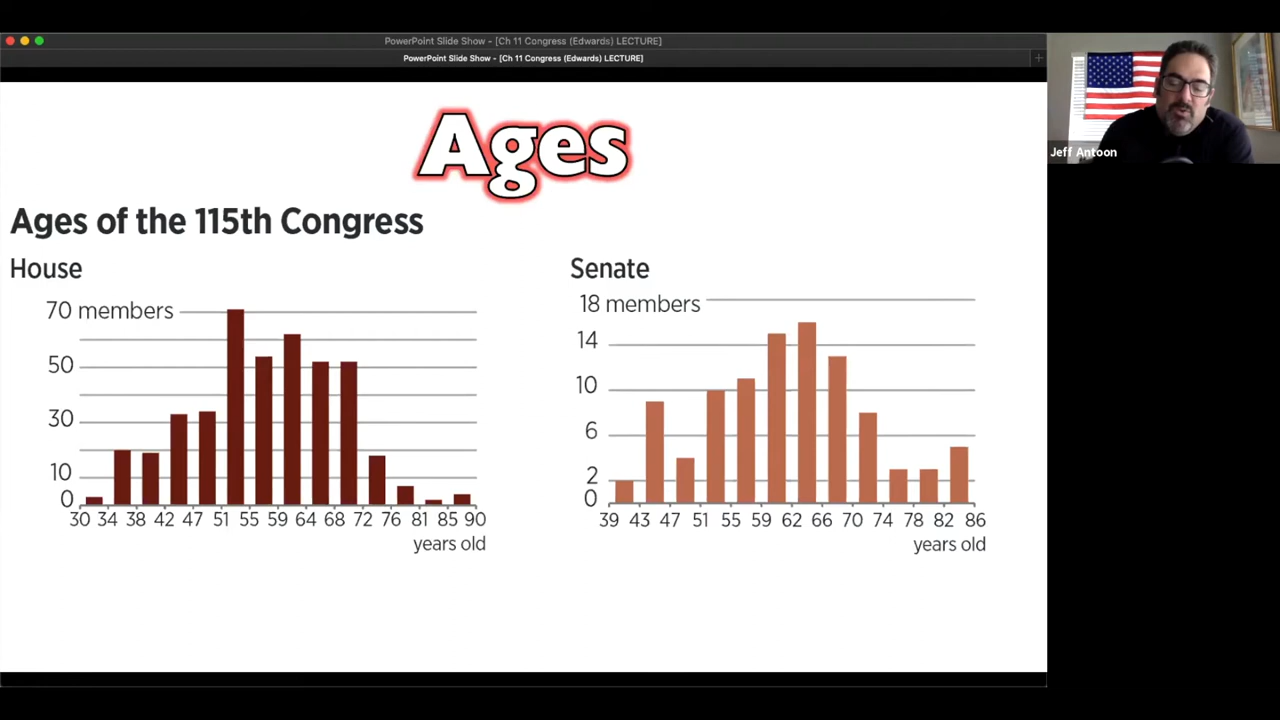 PowerPoint Slide Show - [Ch 11 Congress (Edwards) LECTURE]
PowerPoint Slide Show - [Ch 11 Congress (Edwards) LECTURE]
Jeff Antoon
Ages
Ages of the 115th Congress
House
70 members
50
30
10
0
30 34 38 42 47 51 55 59 64 68 72 76 81 85 90
years old
Senate
18 members
14
10
6
2
0
39 43 47 51 55 59 62 66 70 74 78 82 86
years old